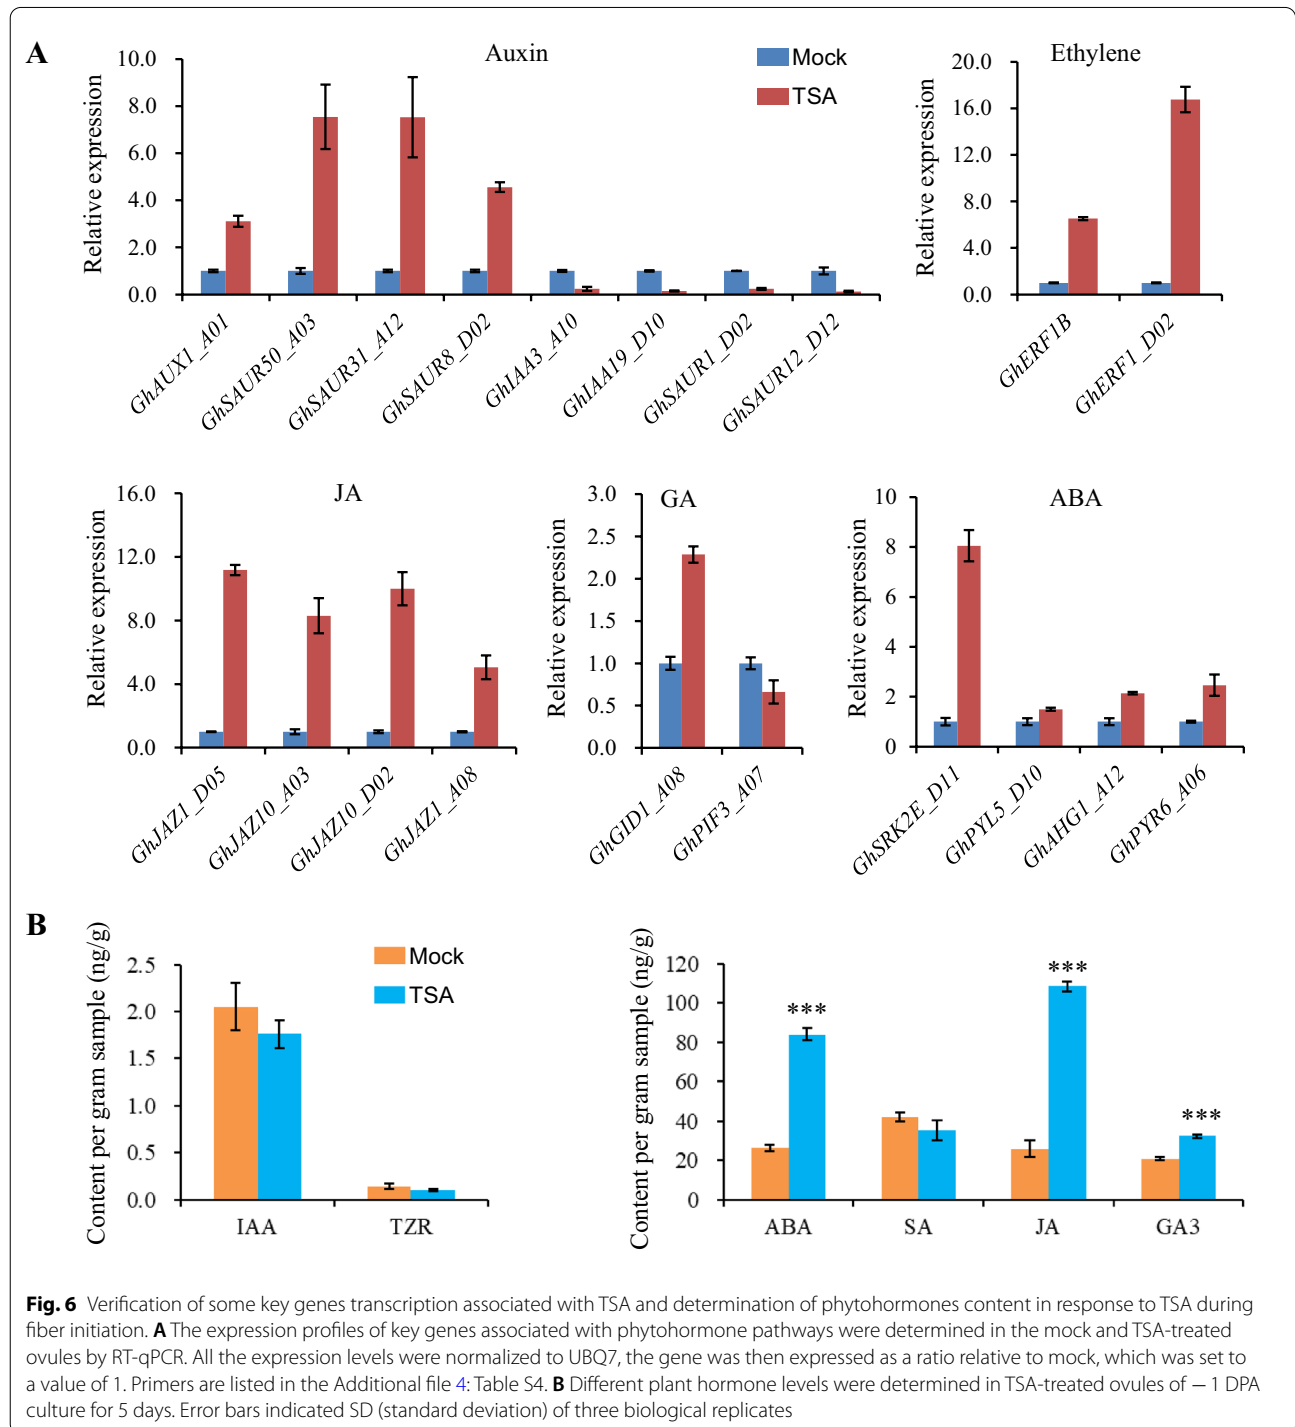 A
Auxin
Mock
TSA
Relative expression
10.0
8.0
6.0
4.0
2.0
0.0
GhAUX1_A01
GhSAUR50_A03
GhSAUR31_A12
GhSAUR8_D02
GhIAA3_A10
GhIAA19_D10
GhSAUR1_D02
GhSAUR12_D12
Ethylene
Relative expression
20.0
16.0
12.0
8.0
4.0
0.0
GhERF1B
GhERF1_D02
JA
Relative expression
16.0
12.0
8.0
4.0
0.0
GhJAZ1_D05
GhJAZ10_A03
GhJAZ10_D02
GhJAZ1_A08
GA
Relative expression
3.0
2.5
2.0
1.5
1.0
0.5
0.0
GhGID1_A08
GhPIF3_A07
ABA
Relative expression
10
8
6
4
2
0
GhSRK2E_D11
GhPYL5_D10
GhAHG1_A12
GhPYR6_A06
B
Content per gram sample (ng/g)
Mock
TSA
2.5
2.0
1.5
1.0
0.5
0.0
IAA
TZR
Content per gram sample (ng/g)
120
100
80
60
40
20
0
***
***
***
ABA
SA
JA
GA3
Fig. 6 Verification of some key genes transcription associated with TSA and determination of phytohormones content in response to TSA during
fiber initiation. A The expression profiles of key genes associated with phytohormone pathways were determined in the mock and TSA-treated
ovules by RT-qPCR. All the expression levels were normalized to UBQ7, the gene was then expressed as a ratio relative to mock, which was set to
a value of 1. Primers are listed in the Additional file 4: Table S4. B Different plant hormone levels were determined in TSA-treated ovules of − 1 DPA
culture for 5 days. Error bars indicated SD (standard deviation) of three biological replicates